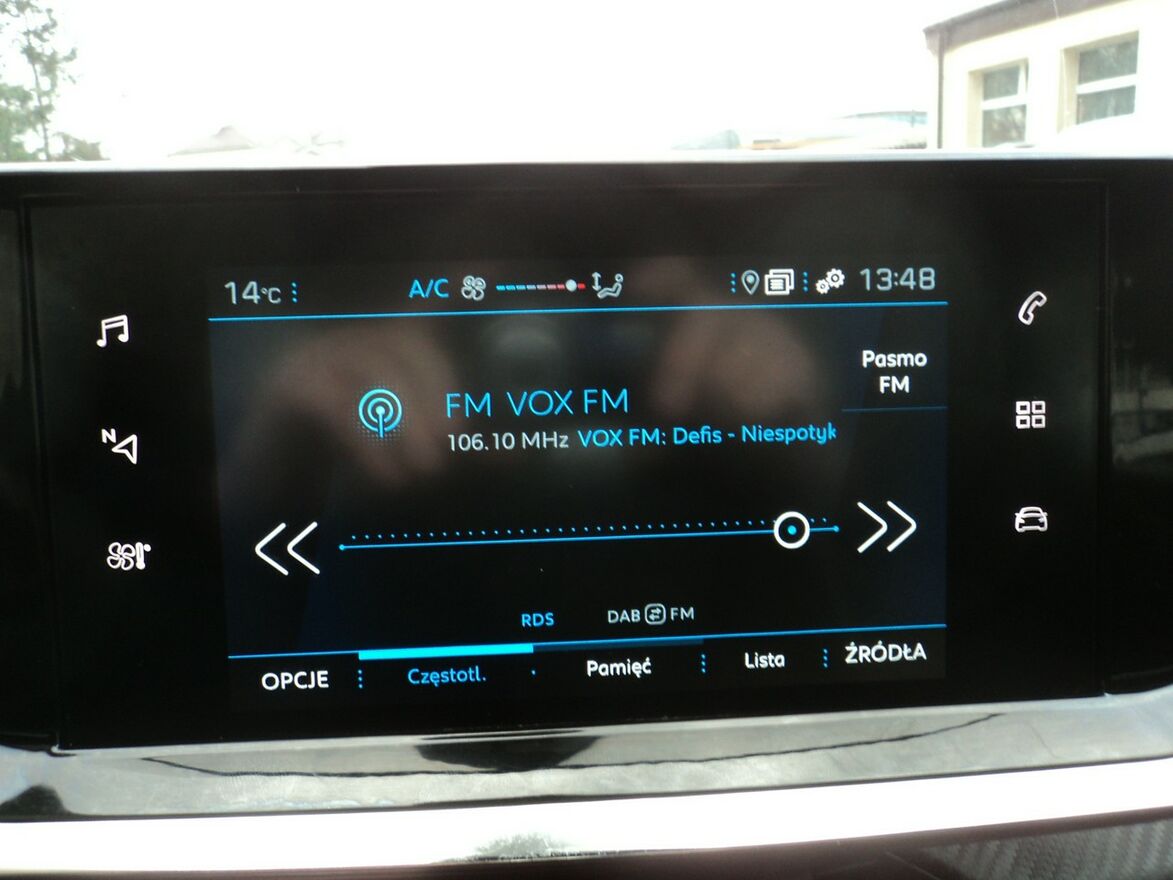 14°C A/C 13:48
Pasmo
FM
FM VOX FM
106.10 MHz VOX FM: Defis - Niespotyk
N
RDS DAB FM
OPCJE Częstotl. Pamięć Lista ŹRÓDŁA